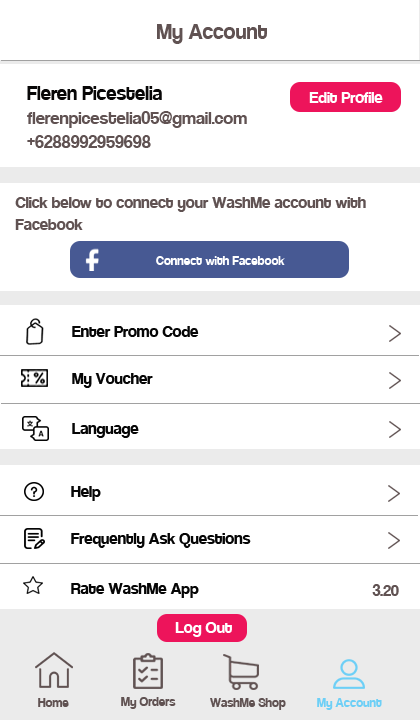 My Account
Fleren Picestelia
Edit Profile
flerenpicestelia05@gmail.com
+6288992959698
Click below to connect your WashMe account with
Facebook
Connect with Facebook
Enter Promo Code
My Voucher
Language
Help
Frequently Ask Questions
Rate WashMe App
3.20
Log Out
Home
My Orders
WashMe Shop
My Account